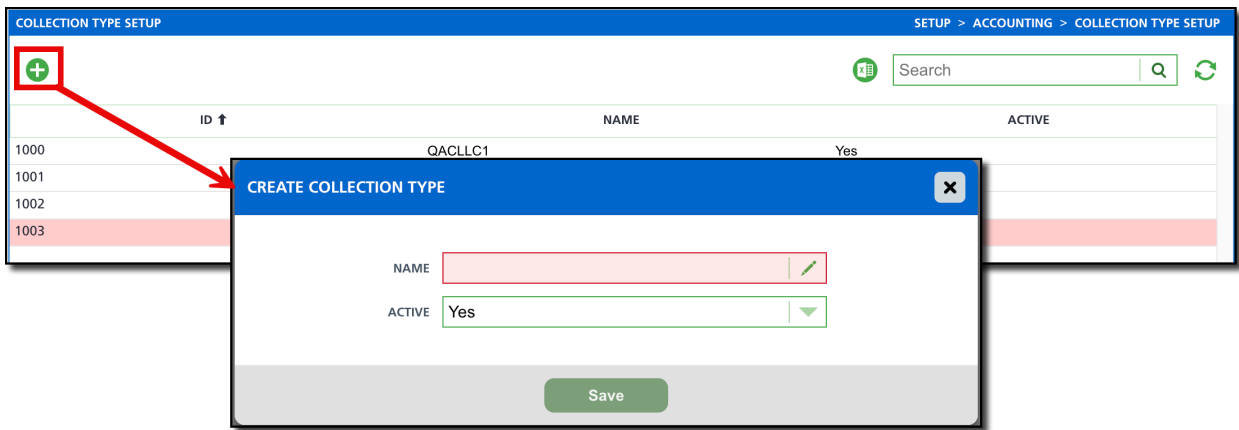 COLLECTION TYPE SETUP SETUP > ACCOUNTING > COLLECTION TYPE SETUP
Search
ID NAME ACTIVE
1000 QACLLC1 Yes
1001
1002
1003
CREATE COLLECTION TYPE
NAME
ACTIVE Yes
Save